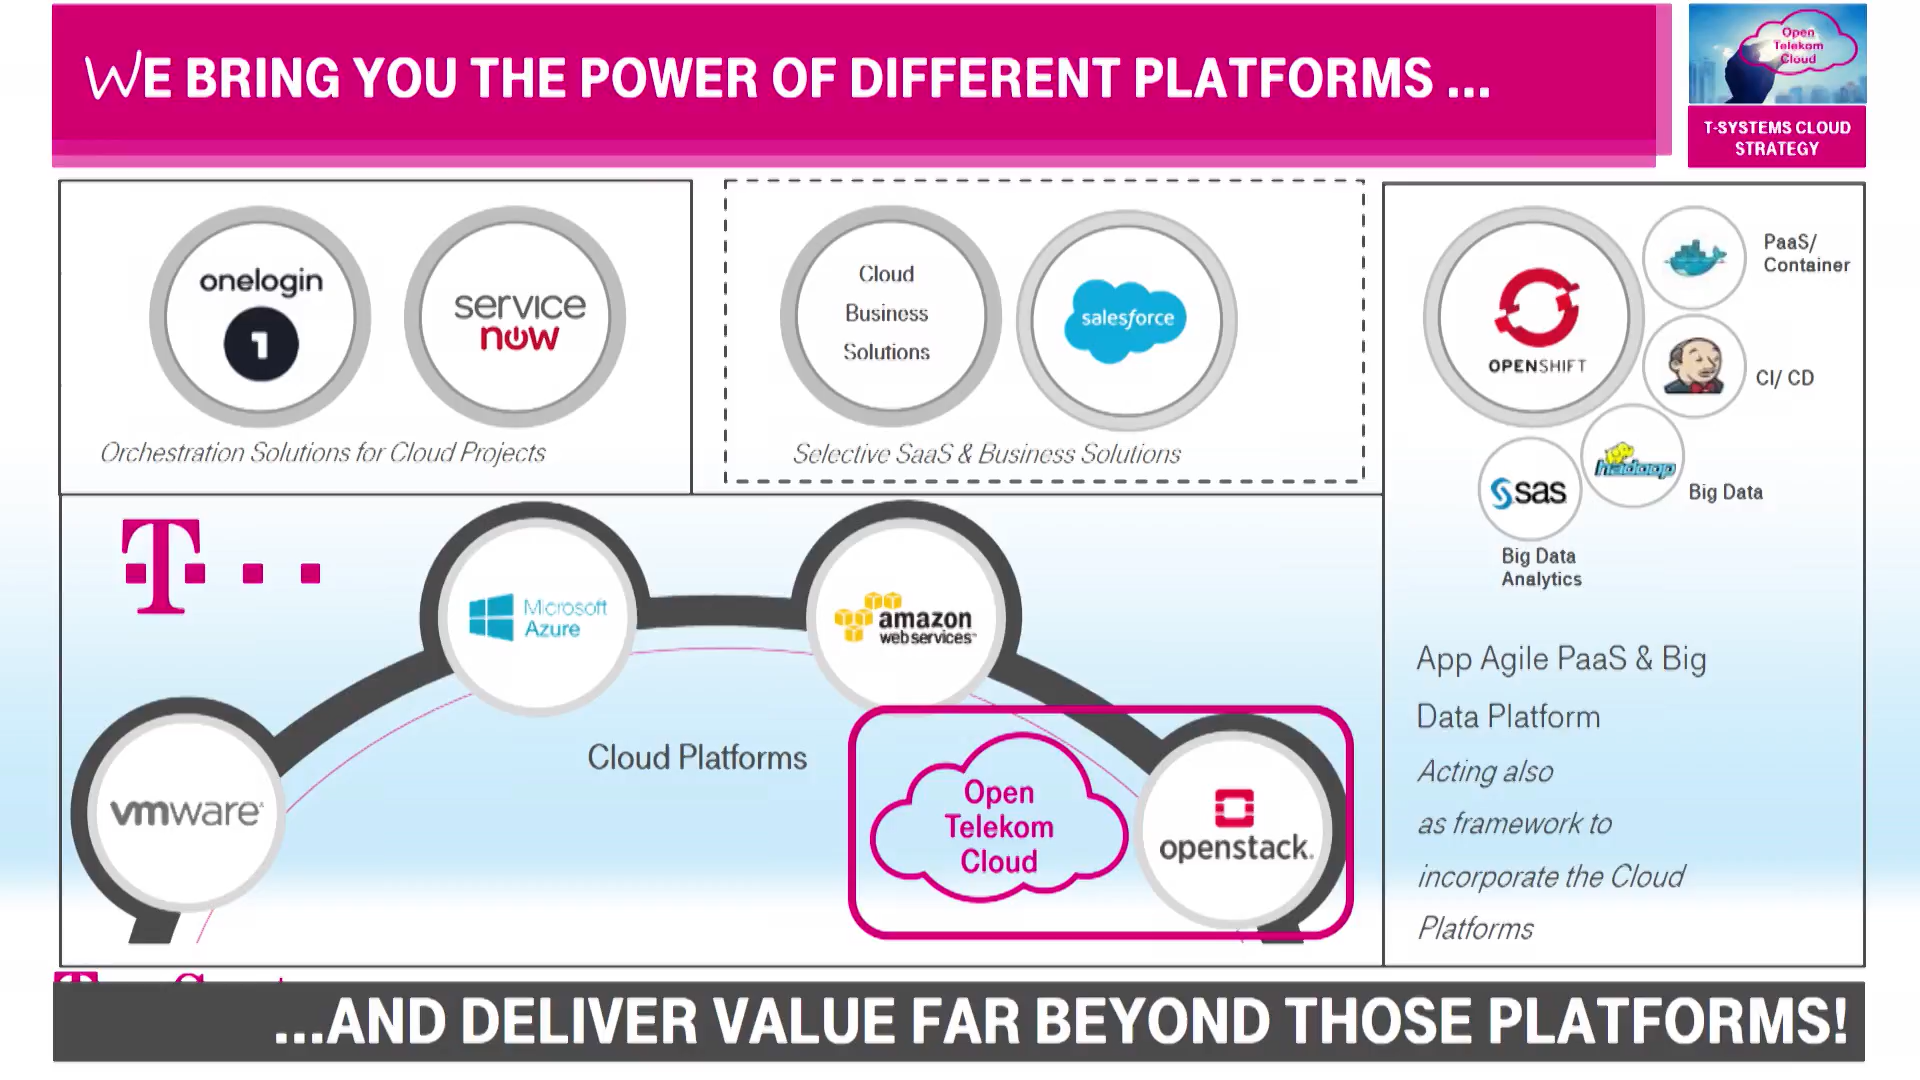 WE BRING YOU THE POWER OF DIFFERENT PLATFORMS ...
Open
Telekom
Cloud
T-SYSTEMS CLOUD
STRATEGY
onelogin
1
service
now
Orchestration Solutions for Cloud Projects
Cloud
Business
Solutions
salesforce
Selective SaaS & Business Solutions
OPENSHIFT
PaaS/
Container
CI/ CD
hadoop
Big Data
sas
Big Data
Analytics
App Agile PaaS & Big
Data Platform
Acting also
as framework to
incorporate the Cloud
Platforms
T
Microsoft
Azure
amazon
webservices™
vmware
Cloud Platforms
Open
Telekom
Cloud
openstack.
...AND DELIVER VALUE FAR BEYOND THOSE PLATFORMS!